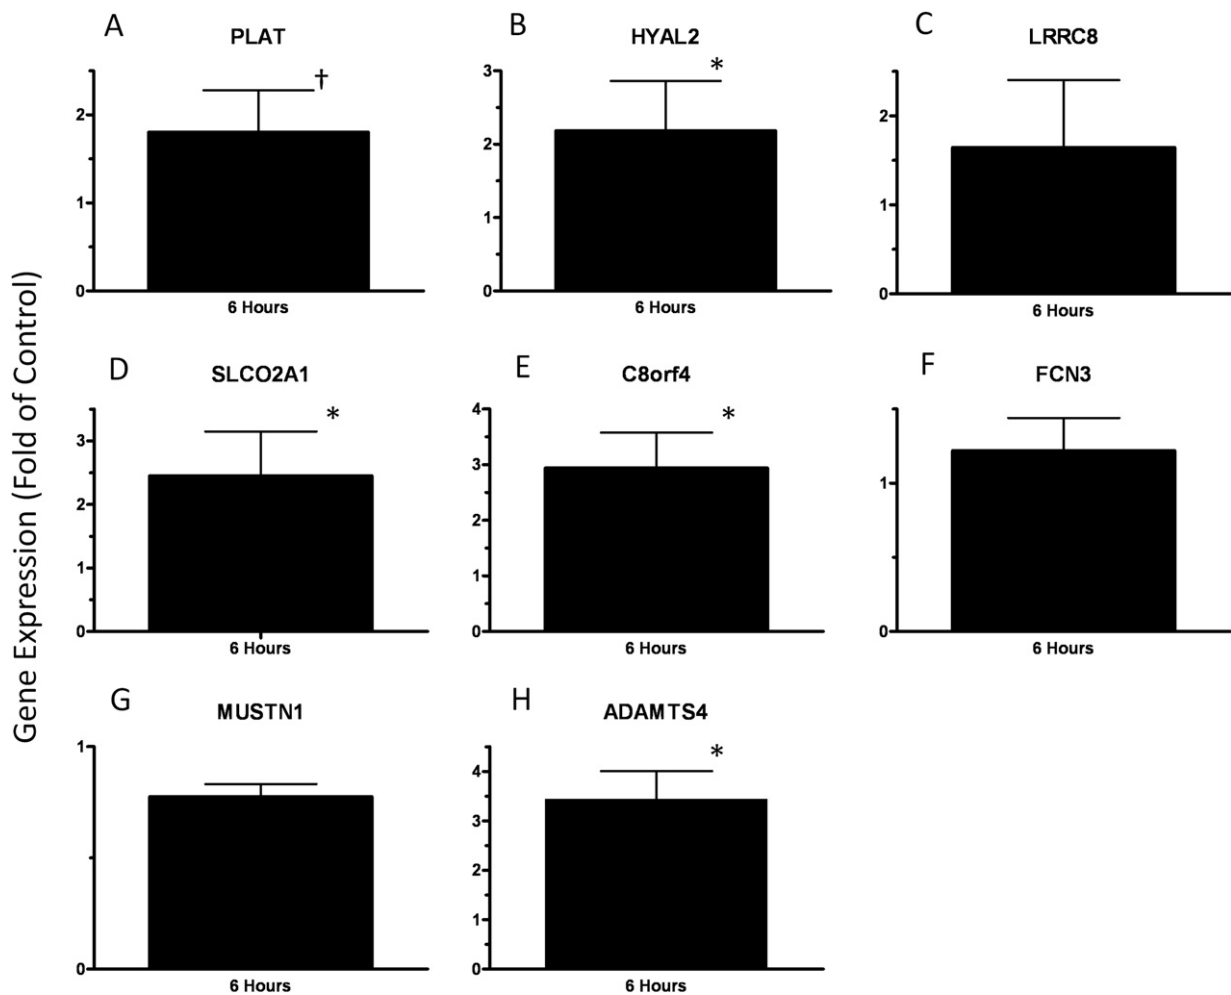 Gene Expression (Fold of Control)
A
PLAT
†
2
1
0
6 Hours
B
HYAL2
*
3
2
1
0
6 Hours
C
LRRC8
2
1
0
6 Hours
D
SLCO2A1
*
3
2
1
0
6 Hours
E
C8orf4
*
4
3
2
1
0
6 Hours
F
FCN3
1
0
6 Hours
G
MUSTN1
1
0
6 Hours
H
ADAMTS4
*
4
3
2
1
0
6 Hours